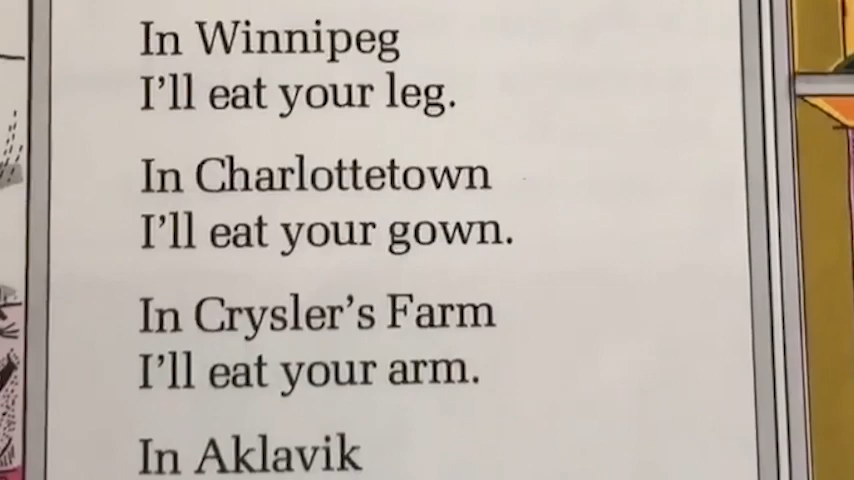 In Winnipeg
I’ll eat your leg.
In Charlottetown
I’ll eat your gown.
In Crysler’s Farm
I’ll eat your arm.
In Aklavik